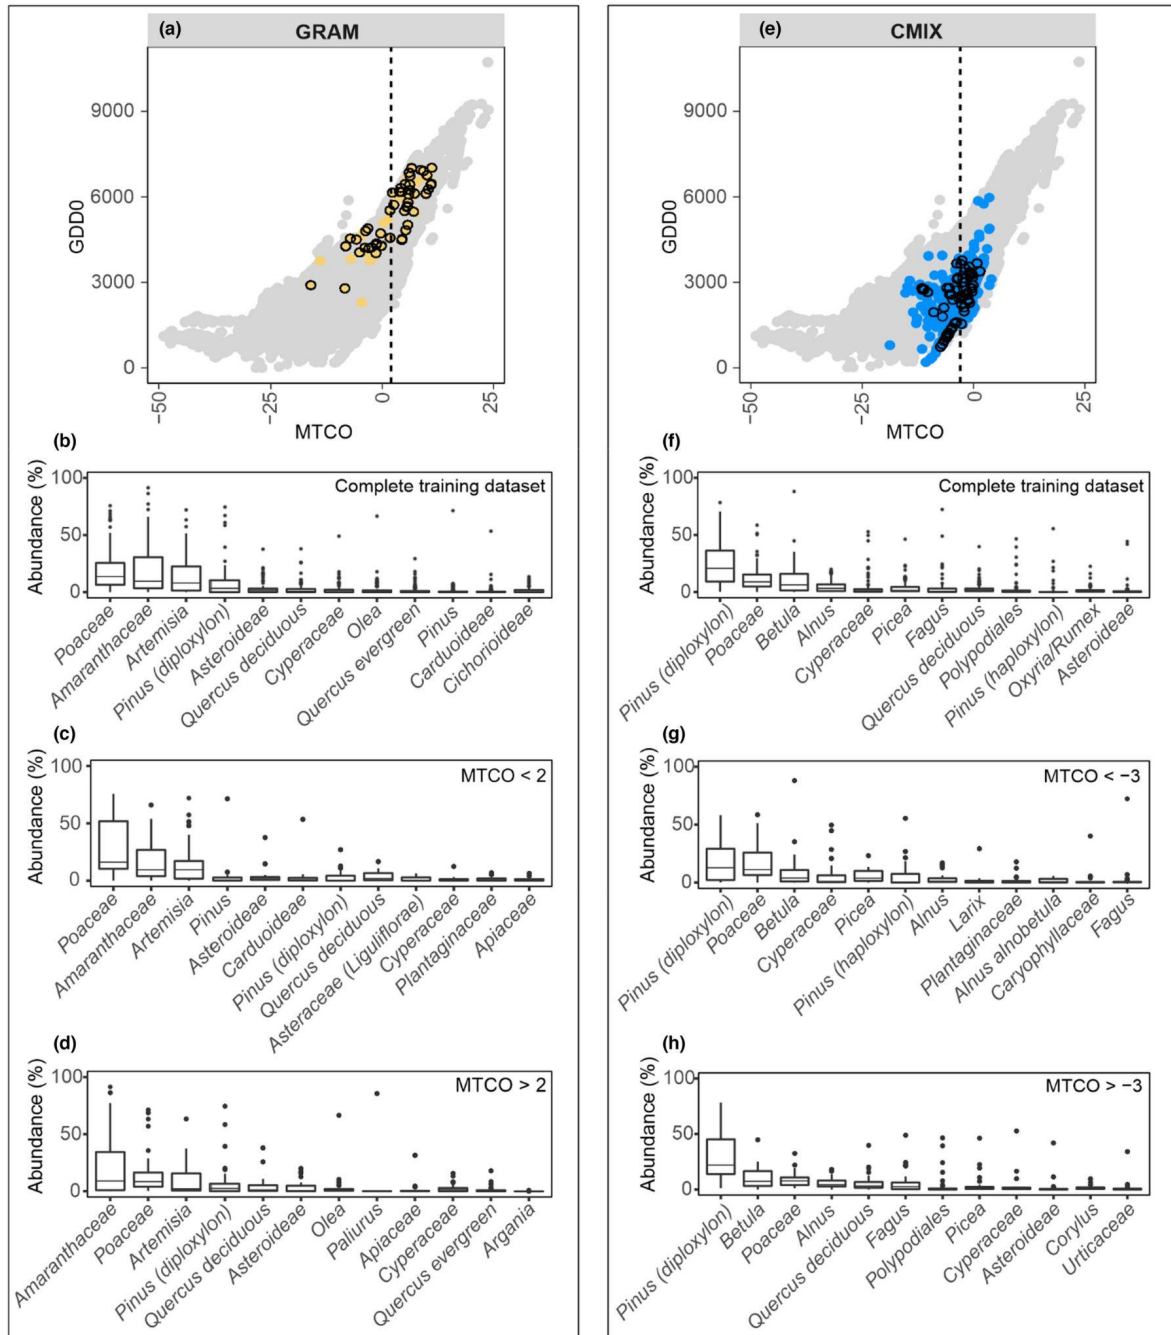 (a) GRAM
GDD0
9000
6000
3000
0
-50 -25 0 25
MTCO
(b)
Abundance (%)
100
50
0
Complete training dataset
Poaceae
Amaranthaceae
Artemisia
Pinus (diploxylon)
Asteroideae
Quercus deciduous
Cyperaceae
Olea
Quercus evergreen
Pinus
Carduoideae
Cichorioideae
(c)
Abundance (%)
100
50
0
MTCO < 2
Poaceae
Amaranthaceae
Artemisia
Pinus
Asteroideae
Carduoideae
Pinus (diploxylon)
Quercus deciduous
Asteraceae (Liguliflorae)
Cyperaceae
Plantaginaceae
Apiaceae
(d)
Abundance (%)
100
50
0
MTCO > 2
Amaranthaceae
Poaceae
Artemisia
Pinus (diploxylon)
Quercus deciduous
Asteroideae
Olea
Paliurus
Apiaceae
Cyperaceae
Quercus evergreen
Argania
(e) CMIX
GDD0
9000
6000
3000
0
-50 -25 0 25
MTCO
(f)
Abundance (%)
100
50
0
Complete training dataset
Pinus (diploxylon)
Poaceae
Betula
Alnus
Cyperaceae
Picea
Fagus
Quercus deciduous
Polypodiales
Pinus (haploxylon)
Oxyria/Rumex
Asteroideae
(g)
Abundance (%)
100
50
0
MTCO < −3
Pinus (diploxylon)
Poaceae
Betula
Cyperaceae
Picea
Pinus (haploxylon)
Alnus
Larix
Plantaginaceae
Alnus alnobetula
Caryophyllaceae
Fagus
(h)
Abundance (%)
100
50
0
MTCO > −3
Pinus (diploxylon)
Betula
Poaceae
Alnus
Quercus deciduous
Fagus
Polypodiales
Picea
Cyperaceae
Asteroideae
Corylus
Urticaceae